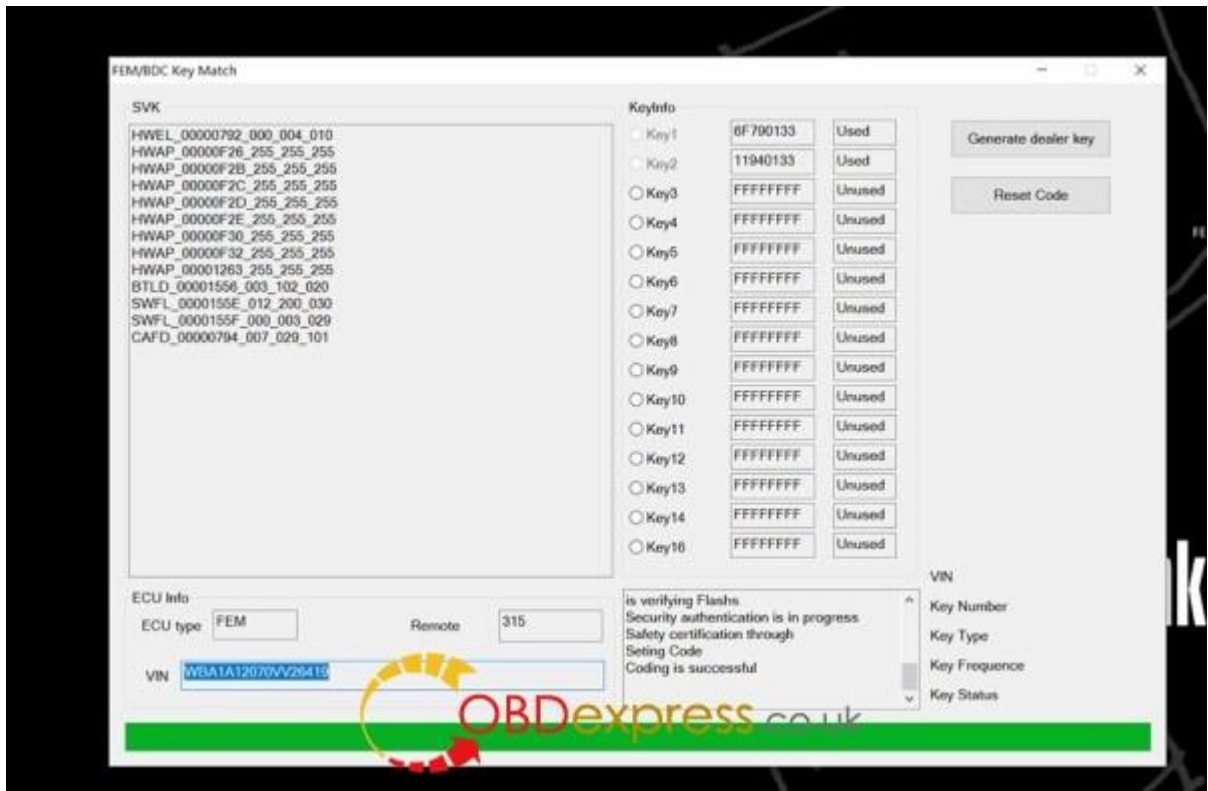 FEM/BDC Key Match
SVK
HWEL_00000792_000_004_010
HWAP_00000F26_255_255_255
HWAP_00000F2B_255_255_255
HWAP_00000F2C_255_255_255
HWAP_00000F2D_255_255_255
HWAP_00000F2E_255_255_255
HWAP_00000F30_255_255_255
HWAP_00000F32_255_255_255
HWAP_00001263_255_255_255
BTLD_00001556_003_102_020
SWFL_0000155E_012_200_030
SWFL_0000155F_000_003_029
CAFD_00000794_007_029_101
KeyInfo
Key1 6F790133 Used
Key2 11940133 Used
Key3 FFFFFFFF Unused
Key4 FFFFFFFF Unused
Key5 FFFFFFFF Unused
Key6 FFFFFFFF Unused
Key7 FFFFFFFF Unused
Key8 FFFFFFFF Unused
Key9 FFFFFFFF Unused
Key10 FFFFFFFF Unused
Key11 FFFFFFFF Unused
Key12 FFFFFFFF Unused
Key13 FFFFFFFF Unused
Key14 FFFFFFFF Unused
Key16 FFFFFFFF Unused
Generate dealer key
Reset Code
FE
k
ECU Info
ECU type FEM Remote 315
VIN
is verifying Flashs
Security authentication is in progress
Safety certification through
Seting Code
Coding is successful
VIN
Key Number
Key Type
Key Frequence
Key Status
OBDexpress.co.uk